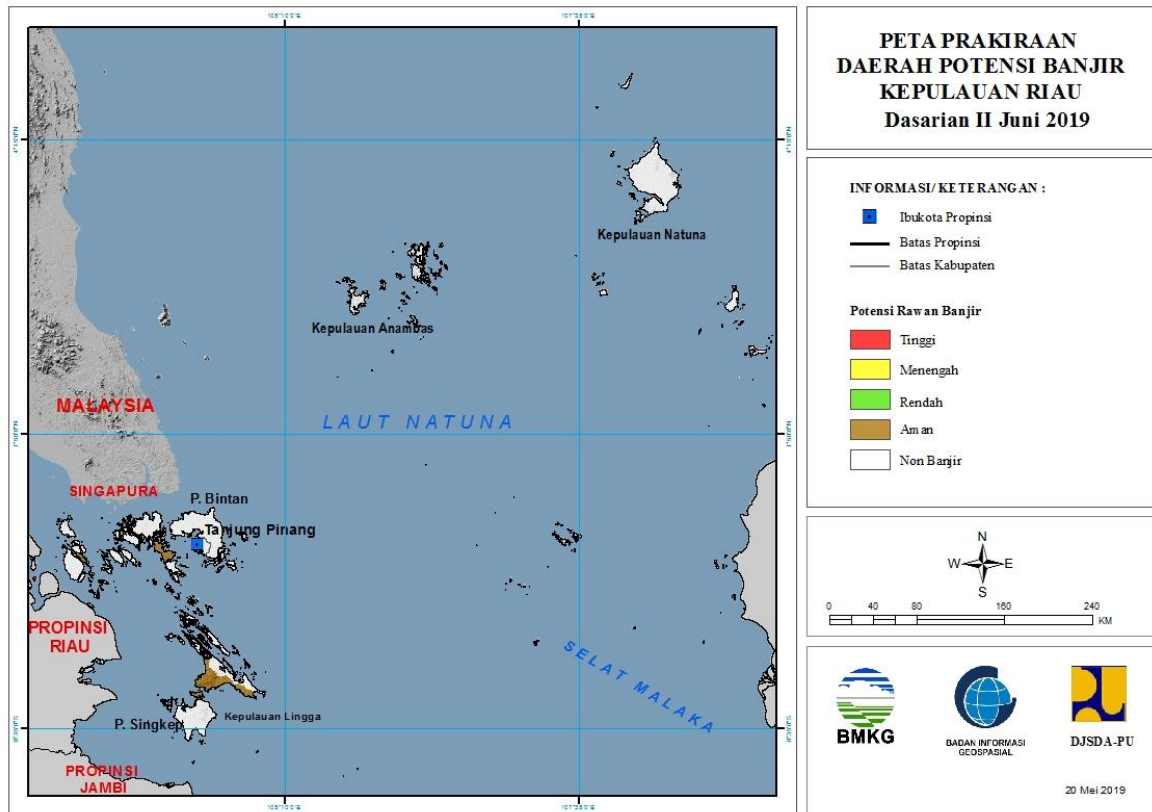 PETA PRAKIRAAN
DAERAH POTENSI BANJIR
KEPULAUAN RIAU
Dasarian II Juni 2019
INFORMASI/ KETERANGAN :
Ibukota Propinsi
Batas Propinsi
Batas Kabupaten
Potensi Rawan Banjir
Tinggi
Menengah
Rendah
Aman
Non Banjir
N
W E
S
0 40 80 160 240
KM
BMKG
BADAN INFORMASI
GEOSPASIAL
DJSDA-PU
20 Mei 2019
Kepulauan Natuna
Kepulauan Anambas
MALAYSIA
LAUT NATUNA
SINGAPURA
P. Bintan
Tanjung Pinang
PROPINSI
RIAU
SELAT MALAKA
P. Singkep
Kepulauan Lingga
PROPINSI
JAMBI